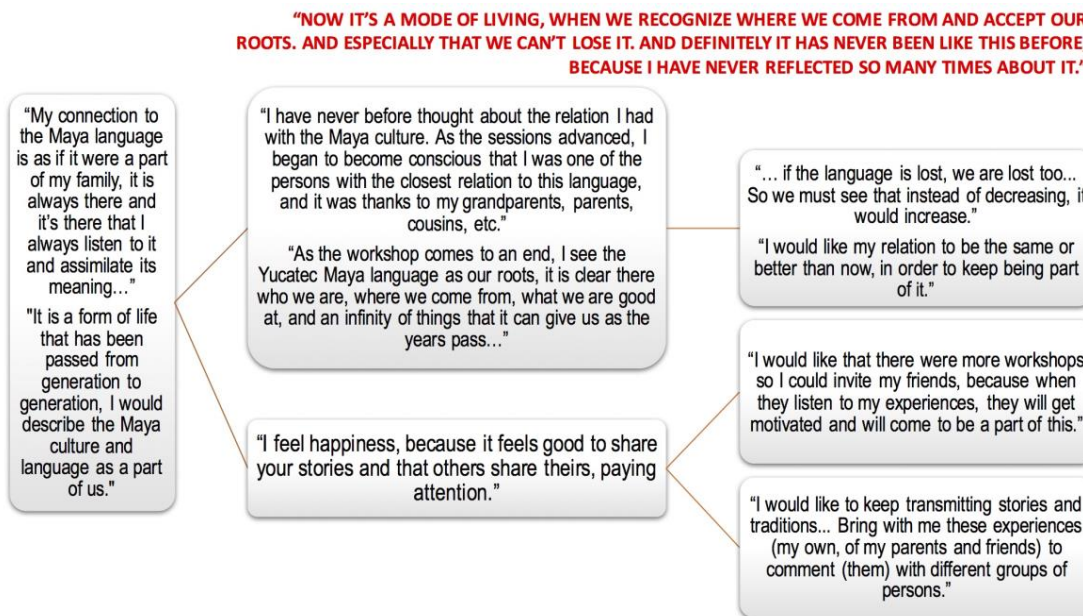 “NOW IT’S A MODE OF LIVING, WHEN WE RECOGNIZE WHERE WE COME FROM AND ACCEPT OUR
ROOTS. AND ESPECIALLY THAT WE CAN’T LOSE IT. AND DEFINITELY IT HAS NEVER BEEN LIKE THIS BEFORE
BECAUSE I HAVE NEVER REFLECTED SO MANY TIMES ABOUT IT.”
“My connection to
the Maya language
is as if it were a part
of my family, it is
always there and
it’s there that I
always listen to it
and assimilate its
meaning…”
"It is a form of life
that has been
passed from
generation to
generation, I would
describe the Maya
culture and
language as a part
of us."
“I have never before thought about the relation I had
with the Maya culture. As the sessions advanced, I
began to become conscious that I was one of the
persons with the closest relation to this language,
and it was thanks to my grandparents, parents,
cousins, etc.”
“As the workshop comes to an end, I see the
Yucatec Maya language as our roots, it is clear there
who we are, where we come from, what we are good
at, and an infinity of things that it can give us as the
years pass…”
“I feel happiness, because it feels good to share
your stories and that others share theirs, paying
attention.”
“… if the language is lost, we are lost too...
So we must see that instead of decreasing, it
would increase.”
“I would like my relation to be the same or
better than now, in order to keep being part
of it.”
“I would like that there were more workshops
so I could invite my friends, because when
they listen to my experiences, they will get
motivated and will come to be a part of this.”
“I would like to keep transmitting stories and
traditions... Bring with me these experiences
(my own, of my parents and friends) to
comment (them) with different groups of
persons.”